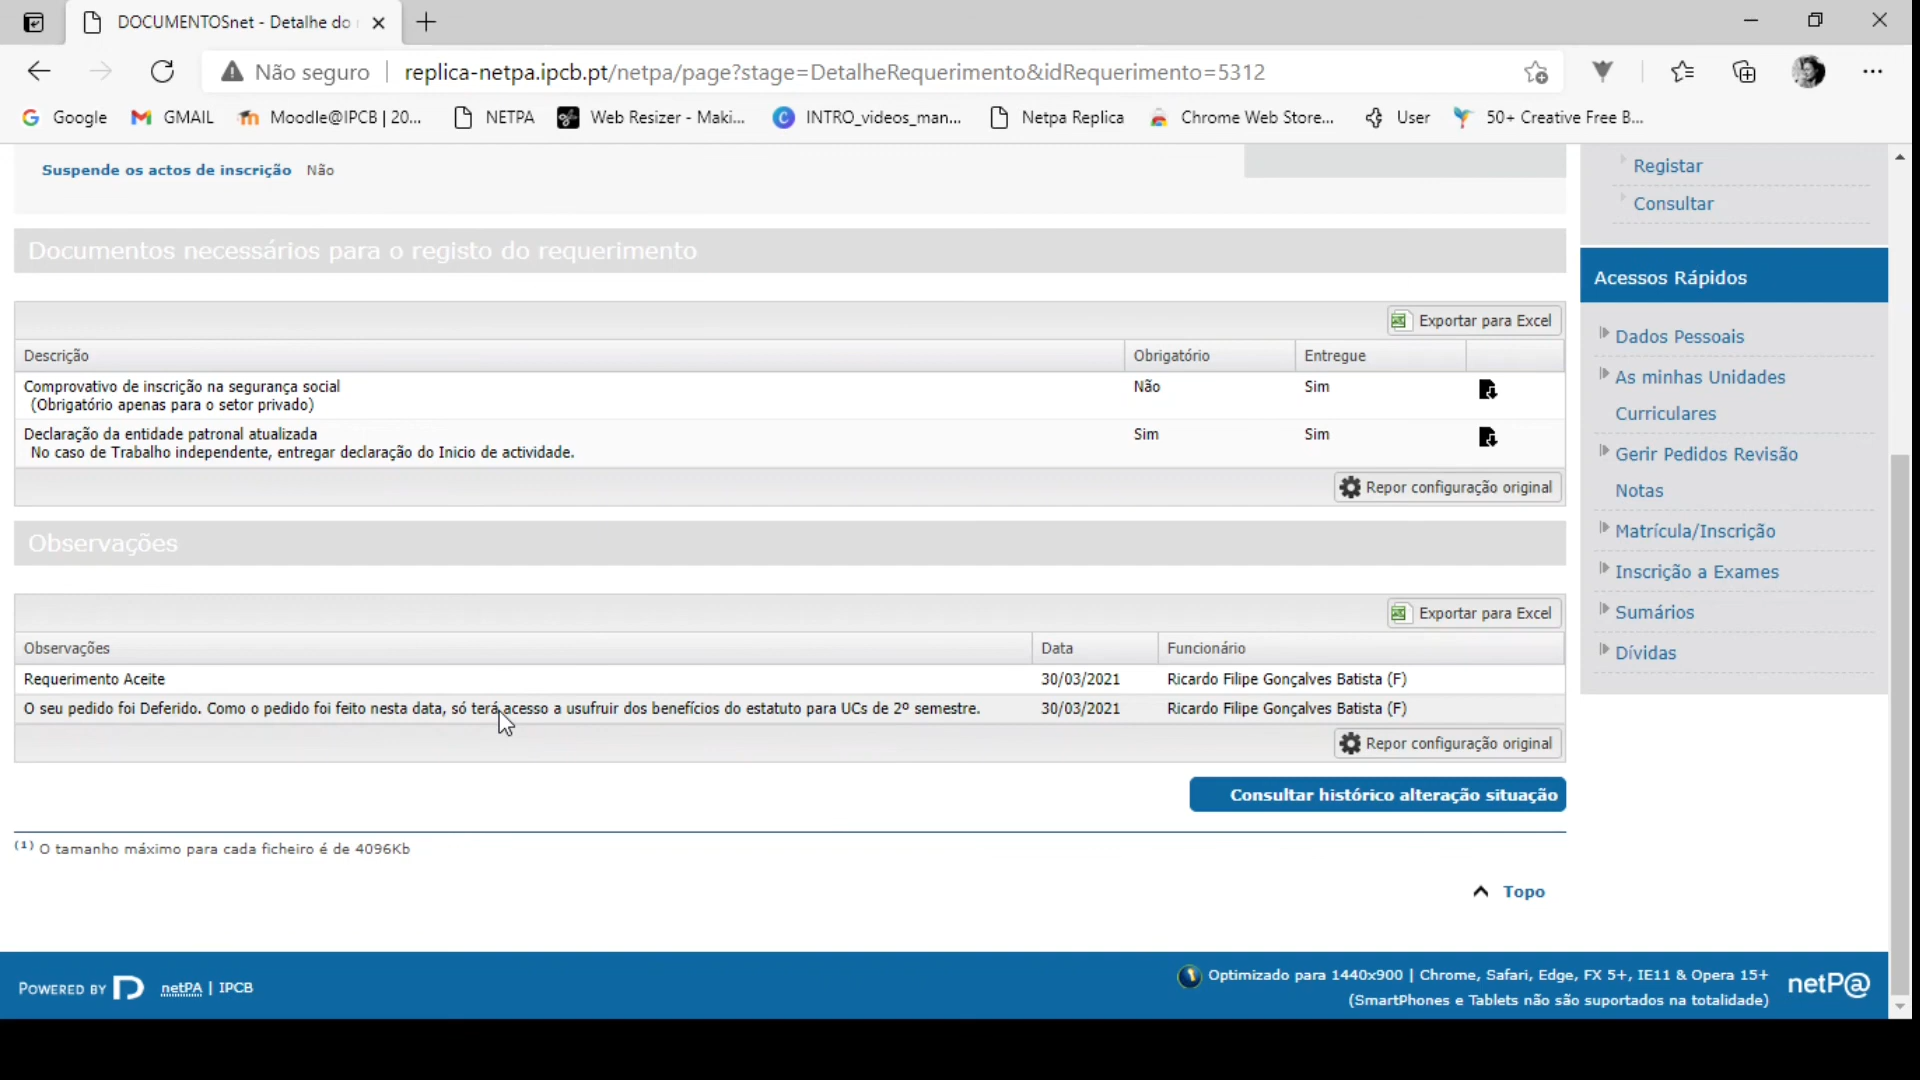 DOCUMENTOSnet - Detalhe do
Não seguro
replica-netpa.ipcb.pt/netpa/page?stage=DetalheRequerimento&idRequerimento=5312
Google
GMAIL
Moodle@IPCB | 20...
NETPA
Web Resizer - Maki...
INTRO_videos_man...
Netpa Replica
Chrome Web Store...
User
50+ Creative Free B...
Suspende os actos de inscrição Não
Documentos necessários para o registo do requerimento
Exportar para Excel
Descrição Obrigatório Entregue
Comprovativo de inscrição na segurança social Não Sim
(Obrigatório apenas para o setor privado)
Declaração da entidade patronal atualizada Sim Sim
No caso de Trabalho independente, entregar declaração do Inicio de actividade.
Repor configuração original
Observações
Exportar para Excel
Observações Data Funcionário
Requerimento Aceite 30/03/2021 Ricardo Filipe Gonçalves Batista (F)
O seu pedido foi Deferido. Como o pedido foi feito nesta data, só terá acesso a usufruir dos benefícios do estatuto para UCs de 2º semestre. 30/03/2021 Ricardo Filipe Gonçalves Batista (F)
Repor configuração original
Consultar histórico alteração situação
(1) O tamanho máximo para cada ficheiro é de 4096Kb
Topo
Registar
Consultar
Acessos Rápidos
Dados Pessoais
As minhas Unidades
Curriculares
Gerir Pedidos Revisão
Notas
Matrícula/Inscrição
Inscrição a Exames
Sumários
Dívidas
POWERED BY netPA | IPCB
Optimizado para 1440x900 | Chrome, Safari, Edge, FX 5+, IE11 & Opera 15+
(SmartPhones e Tablets não são suportados na totalidade)
netP@